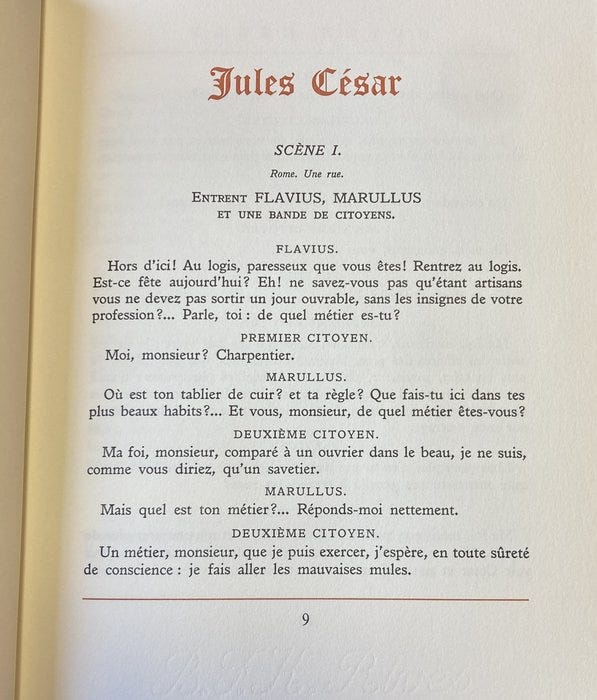 Jules César
SCÈNE I.
Rome. Une rue.
Entrent FLAVIUS, MARULLUS
ET UNE BANDE DE CITOYENS.
FLAVIUS.
Hors d'ici! Au logis, paresseux que vous êtes! Rentrez au logis.
Est-ce fête aujourd'hui? Eh! ne savez-vous pas qu'étant artisans
vous ne devez pas sortir un jour ouvrable, sans les insignes de votre
profession?... Parle, toi : de quel métier es-tu?
PREMIER CITOYEN.
Moi, monsieur? Charpentier.
MARULLUS.
Où est ton tablier de cuir? et ta règle? Que fais-tu ici dans tes
plus beaux habits?... Et vous, monsieur, de quel métier êtes-vous?
DEUXIÈME CITOYEN.
Ma foi, monsieur, comparé à un ouvrier dans le beau, je ne suis,
comme vous diriez, qu'un savetier.
MARULLUS.
Mais quel est ton métier?... Réponds-moi nettement.
DEUXIÈME CITOYEN.
Un métier, monsieur, que je puis exercer, j'espère, en toute sûreté
de conscience : je fais aller les mauvaises mules.
9